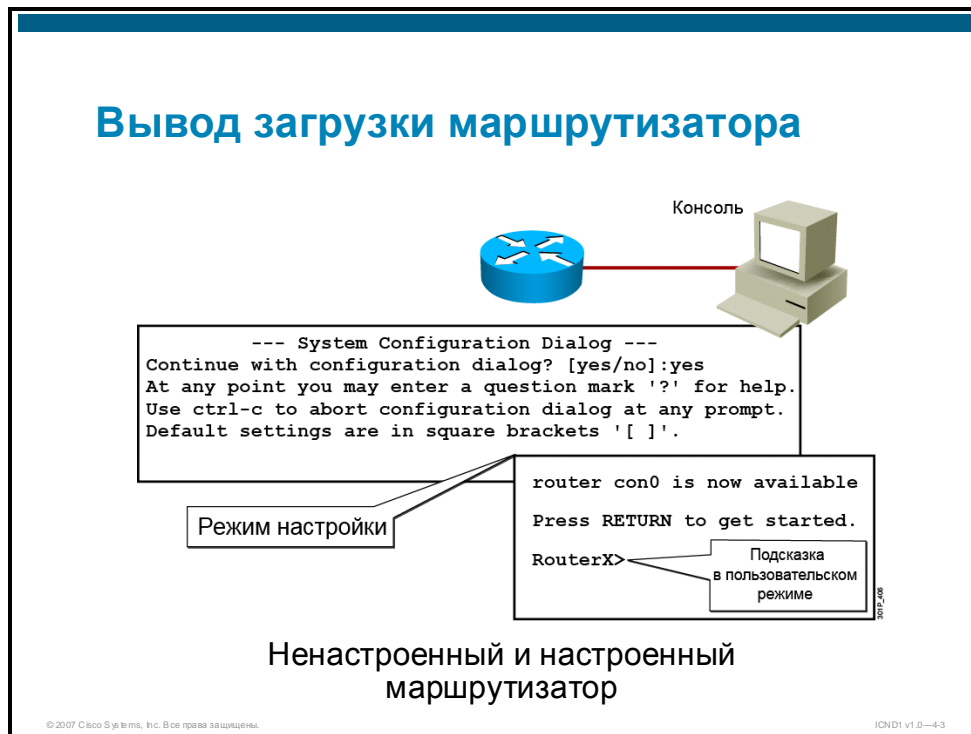 Вывод загрузки маршрутизатора
Консоль
--- System Configuration Dialog ---
Continue with configuration dialog? [yes/no]:yes
At any point you may enter a question mark '?' for help.
Use ctrl-c to abort configuration dialog at any prompt.
Default settings are in square brackets '[ ]'.
Режим настройки
router con0 is now available
Press RETURN to get started.
RouterX>
Подсказка
в пользовательском
режиме
301P_406
Ненастроенный и настроенный
маршрутизатор
© 2007 Cisco Systems, Inc. Все права защищены.
ICND1 v1.0—4-3